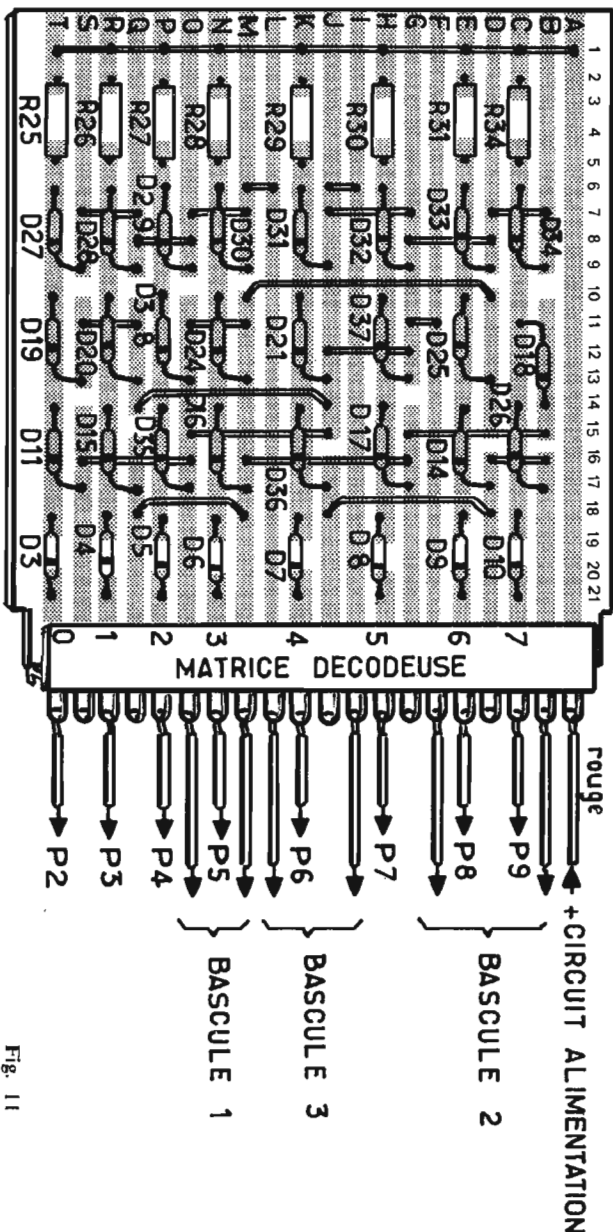 T S R Q P O N M L K J I H G F E D C B A
1
2
3
4
5
6
7
8
9
10
11
12
13
14
15
16
17
18
19
20
21
R25 R26 R27 R28 R29 R30 R31 R34
D27 D28 D29 D30 D31 D32 D33 D34
D19 D20 D38 D24 D21 D37 D25 D18
D26
D11 D15 D35 D16 D36 D17 D14
D3 D4 D5 D6 D7 D8 D9 D10
0 1 2 3 4 5 6 7
MATRICE DECODEUSE
rouge
P2 P3 P4 P5 P6 P7 P8 P9
+CIRCUIT ALIMENTATION
BASCULE 1
BASCULE 3
BASCULE 2
Fig. 11